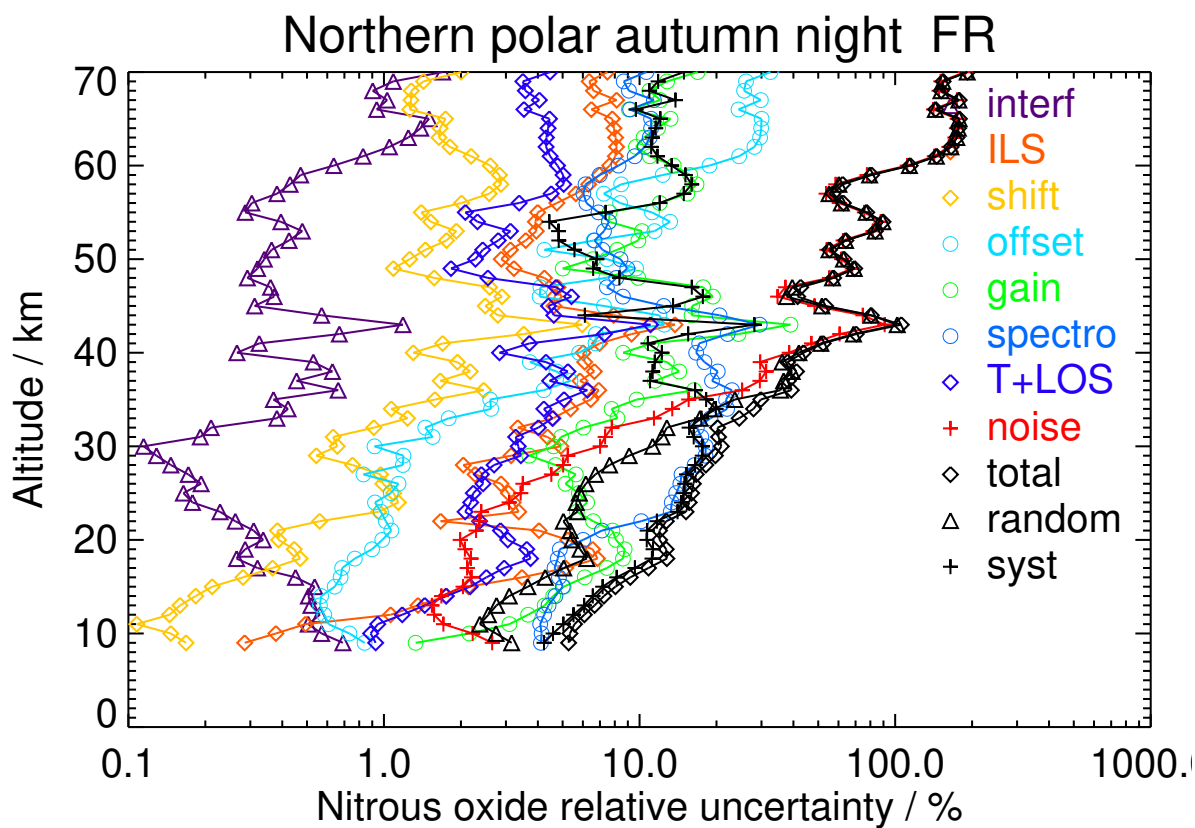 Northern polar autumn night FR
70
60
50
40
30
20
10
0
Altitude / km
interf
ILS
shift
offset
gain
spectro
T+LOS
noise
total
random
syst
0.1 1.0 10.0 100.0 1000.0
Nitrous oxide relative uncertainty / %